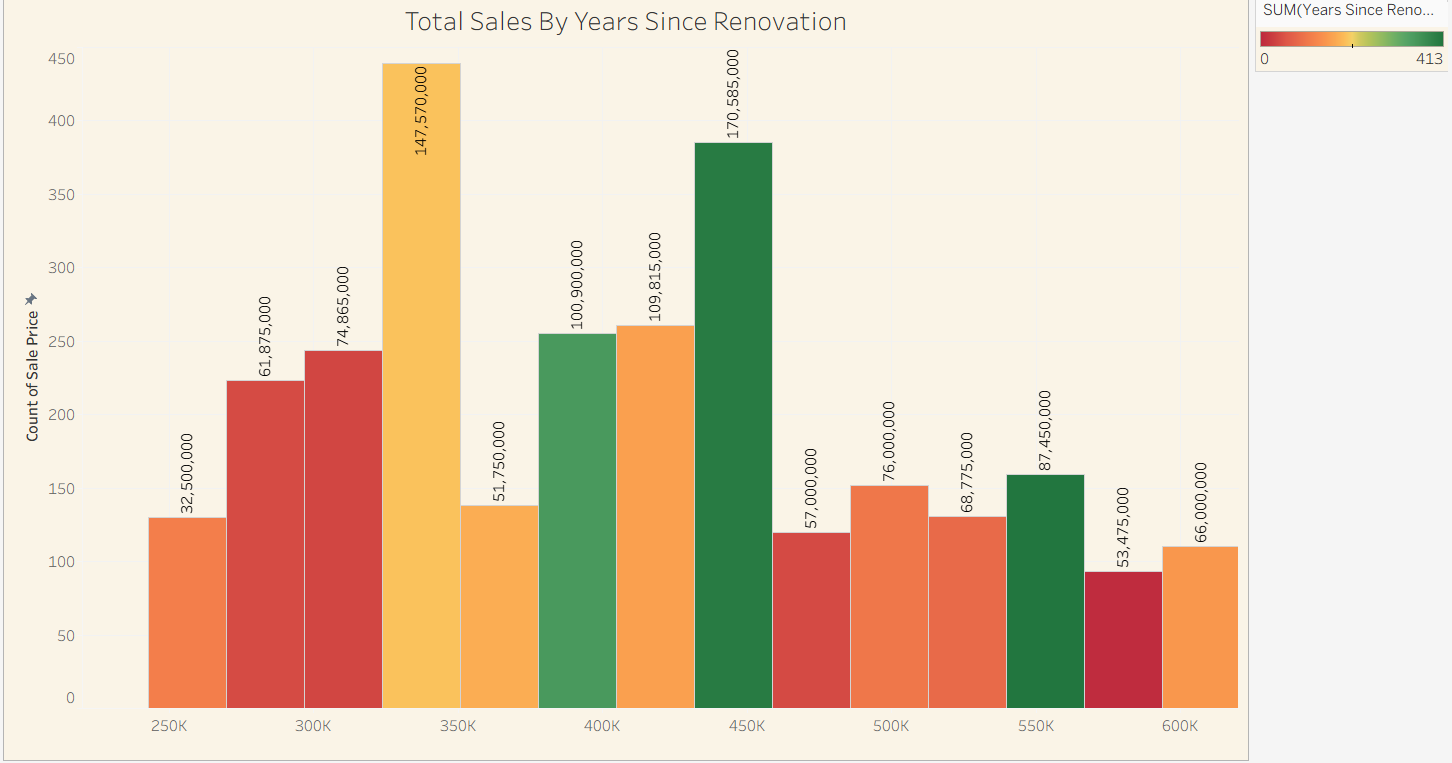 Total Sales By Years Since Renovation
SUM(Years Since Reno...
0
413
Count of Sale Price
450
400
350
300
250
200
150
100
50
0
32,500,000
61,875,000
74,865,000
147,570,000
51,750,000
100,900,000
109,815,000
170,585,000
57,000,000
76,000,000
68,775,000
87,450,000
53,475,000
66,000,000
250K
300K
350K
400K
450K
500K
550K
600K